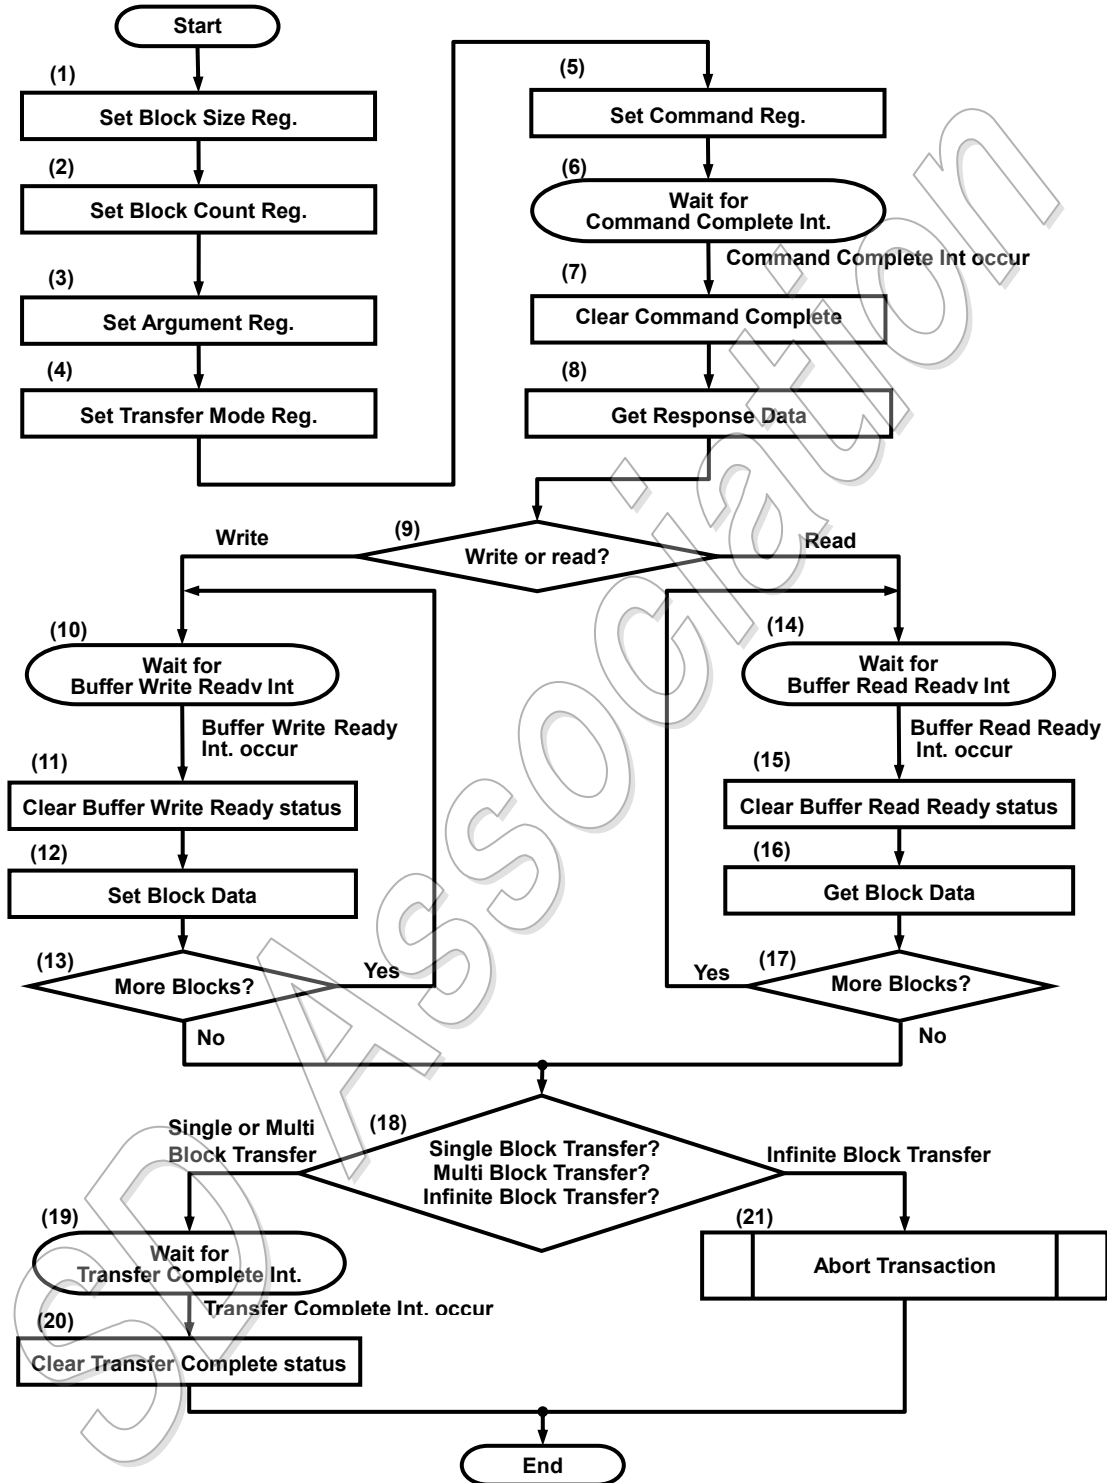 Start
(1)
Set Block Size Reg.
(2)
Set Block Count Reg.
(3)
Set Argument Reg.
(4)
Set Transfer Mode Reg.
(5)
Set Command Reg.
(6)
Wait for
Command Complete Int.
Command Complete Int occur
(7)
Clear Command Complete
(8)
Get Response Data
(9)
Write or read?
Write
Read
(10)
Wait for
Buffer Write Ready Int
Buffer Write Ready
Int. occur
(11)
Clear Buffer Write Ready status
(12)
Set Block Data
(13)
More Blocks?
Yes
No
(14)
Wait for
Buffer Read Ready Int
Buffer Read Ready
Int. occur
(15)
Clear Buffer Read Ready status
(16)
Get Block Data
(17)
More Blocks?
Yes
No
(18)
Single Block Transfer?
Multi Block Transfer?
Infinite Block Transfer?
Single or Multi
Block Transfer
Infinite Block Transfer
(19)
Wait for
Transfer Complete Int.
Transfer Complete Int. occur
(20)
Clear Transfer Complete status
(21)
Abort Transaction
End
SD Association